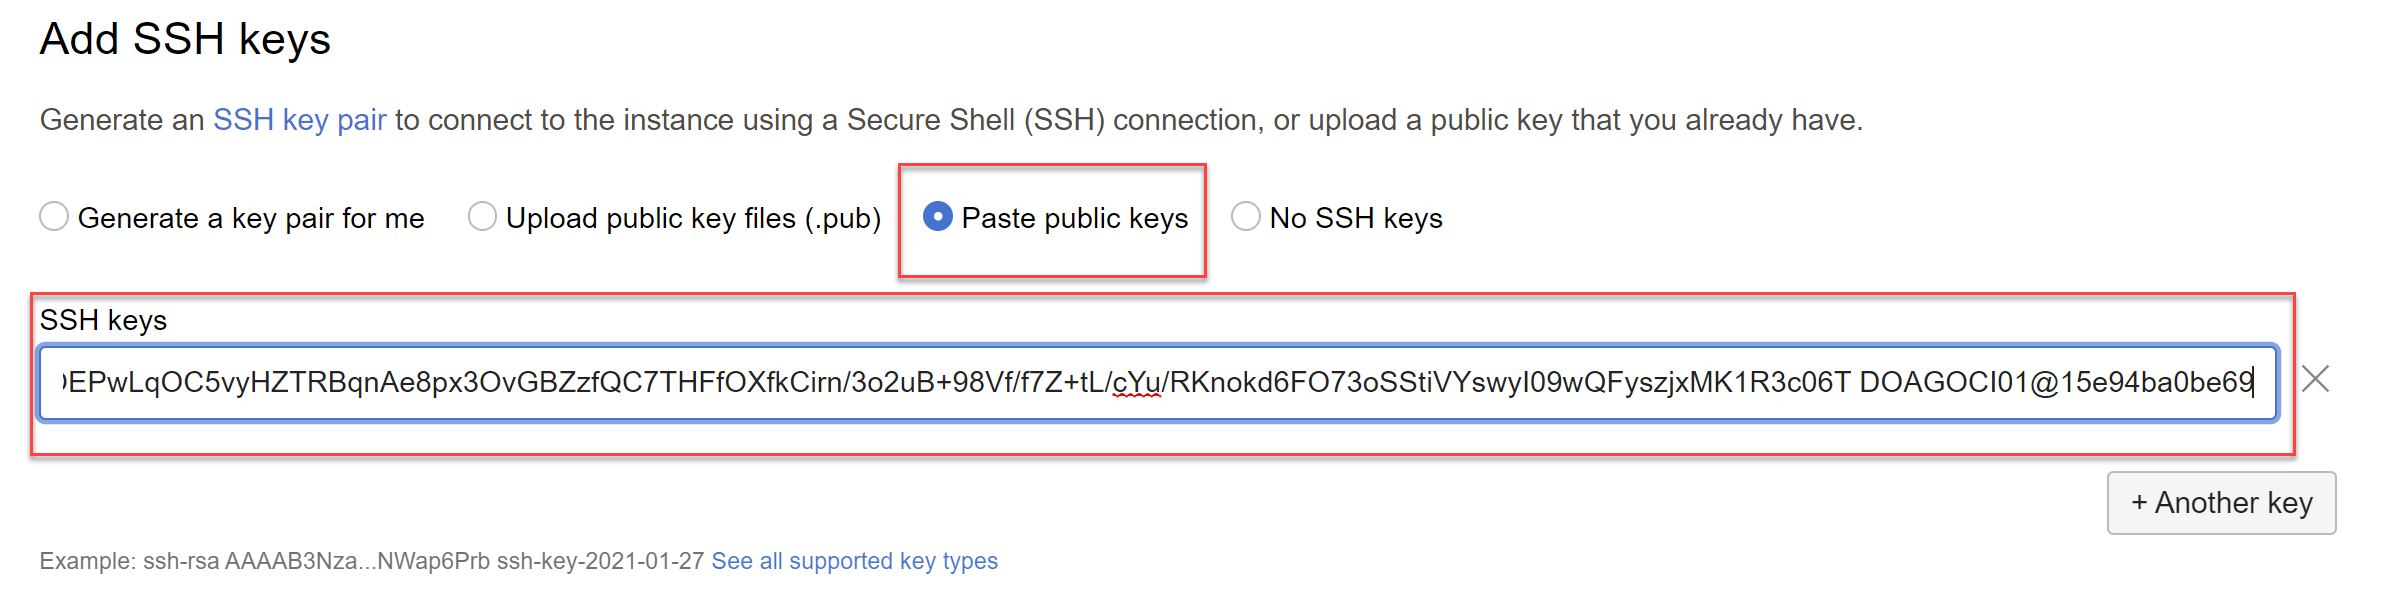 Add SSH keys
Generate an SSH key pair to connect to the instance using a Secure Shell (SSH) connection, or upload a public key that you already have.
Generate a key pair for me Upload public key files (.pub) Paste public keys No SSH keys
SSH keys
EPwLqOC5vyHZTRBqnAe8px3OvGBZzfQC7THFfOXfkCirn/3o2uB+98Vf/f7Z+tL/cYu/RKnokd6FO73oSStiVYswyI09wQFyszjxMK1R3c06T DOAGOCI01@15e94ba0be69
+ Another key
Example: ssh-rsa AAAAB3Nza...NWap6Prb ssh-key-2021-01-27 See all supported key types